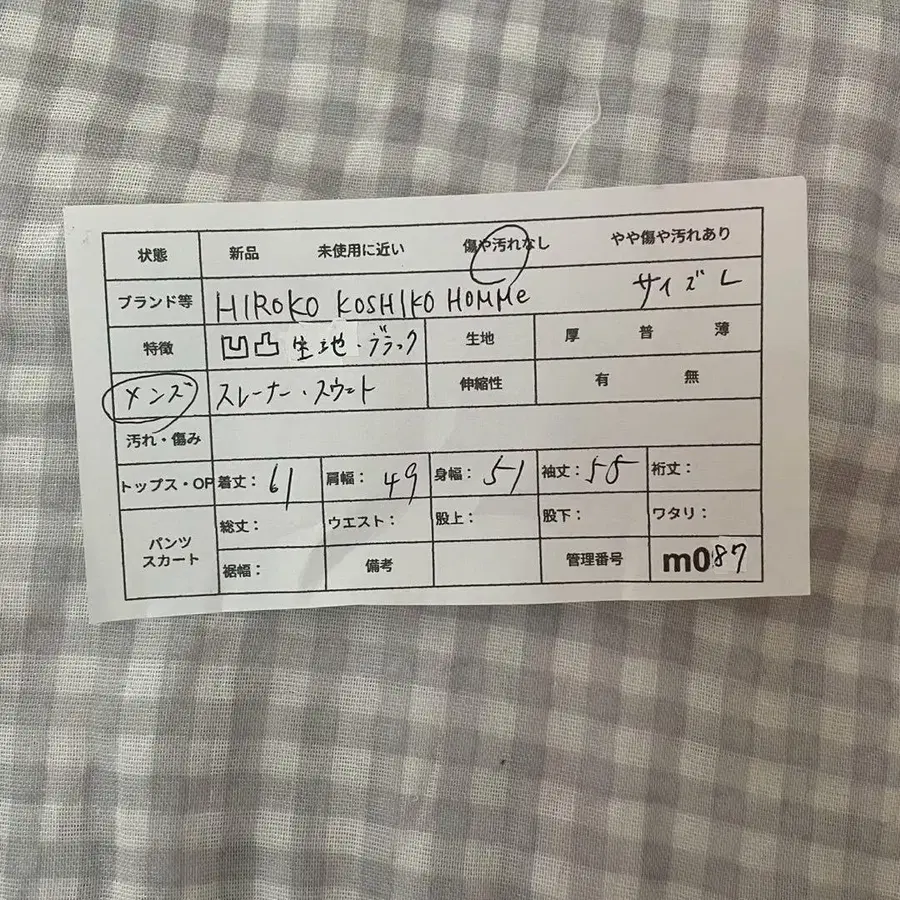 状態 新品 未使用に近い 傷や汚れなし やや傷や汚れあり
ブランド等 HIROKO KOSHIKO HOMMe サイズ L
特徴 凹凸生地・ブラック 生地 厚 普 薄
メンズ スレーナー・スウェット 伸縮性 有 無
汚れ・傷み
トップス・OP 着丈: 61 肩幅: 49 身幅: 51 袖丈: 58 裄丈:
パンツ スカート 総丈: ウエスト: 股上: 股下: ワタリ:
裾幅: 備考 管理番号 m087